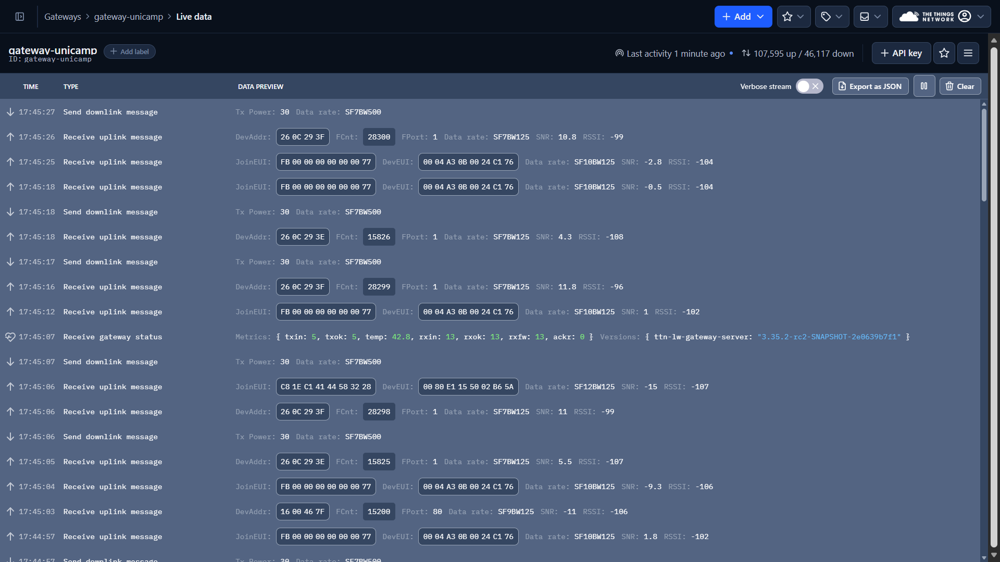 Gateways > gateway-unicamp > Live data
+ Add
THE THINGS NETWORK
gateway-unicamp
ID: gateway-unicamp
+ Add label
Last activity 1 minute ago • 107,595 up / 46,117 down
+ API key
TIME TYPE DATA PREVIEW Verbose stream Export as JSON Clear
17:45:27 Send downlink message Tx Power: 30 Data rate: SF7BW500
17:45:26 Receive uplink message DevAddr: 26 0C 29 3F FCnt: 28300 FPort: 1 Data rate: SF7BW125 SNR: 10.8 RSSI: -99
17:45:25 Receive uplink message JoinEUI: FB 00 00 00 00 00 00 77 DevEUI: 00 04 A3 0B 00 24 C1 76 Data rate: SF10BW125 SNR: -2.8 RSSI: -104
17:45:18 Receive uplink message JoinEUI: FB 00 00 00 00 00 00 77 DevEUI: 00 04 A3 0B 00 24 C1 76 Data rate: SF10BW125 SNR: -0.5 RSSI: -104
17:45:18 Send downlink message Tx Power: 30 Data rate: SF7BW500
17:45:18 Receive uplink message DevAddr: 26 0C 29 3E FCnt: 15826 FPort: 1 Data rate: SF7BW125 SNR: 4.3 RSSI: -108
17:45:17 Send downlink message Tx Power: 30 Data rate: SF7BW500
17:45:16 Receive uplink message DevAddr: 26 0C 29 3F FCnt: 28299 FPort: 1 Data rate: SF7BW125 SNR: 11.8 RSSI: -96
17:45:12 Receive uplink message JoinEUI: FB 00 00 00 00 00 00 77 DevEUI: 00 04 A3 0B 00 24 C1 76 Data rate: SF10BW125 SNR: 1 RSSI: -102
17:45:07 Receive gateway status Metrics: { txin: 5, txok: 5, temp: 42.8, rxin: 13, rxok: 13, rxfw: 13, ackr: 0 } Versions: { ttn-lw-gateway-server: "3.35.2-rc2-SNAPSHOT-2e0639b7f1" }
17:45:07 Send downlink message Tx Power: 30 Data rate: SF7BW500
17:45:06 Receive uplink message JoinEUI: C8 1E C1 41 44 58 32 28 DevEUI: 00 80 E1 15 50 02 B6 5A Data rate: SF12BW125 SNR: -15 RSSI: -107
17:45:06 Receive uplink message DevAddr: 26 0C 29 3F FCnt: 28298 FPort: 1 Data rate: SF7BW125 SNR: 11 RSSI: -99
17:45:06 Send downlink message Tx Power: 30 Data rate: SF7BW500
17:45:05 Receive uplink message DevAddr: 26 0C 29 3E FCnt: 15825 FPort: 1 Data rate: SF7BW125 SNR: 5.5 RSSI: -107
17:45:04 Receive uplink message JoinEUI: FB 00 00 00 00 00 00 77 DevEUI: 00 04 A3 0B 00 24 C1 76 Data rate: SF10BW125 SNR: -9.3 RSSI: -106
17:45:03 Receive uplink message DevAddr: 16 00 46 7F FCnt: 15200 FPort: 80 Data rate: SF9BW125 SNR: -11 RSSI: -106
17:44:57 Receive uplink message JoinEUI: FB 00 00 00 00 00 00 77 DevEUI: 00 04 A3 0B 00 24 C1 76 Data rate: SF10BW125 SNR: 1.8 RSSI: -102
17:44:57 Send downlink message Tx Power: 30 Data rate: SF7BW500